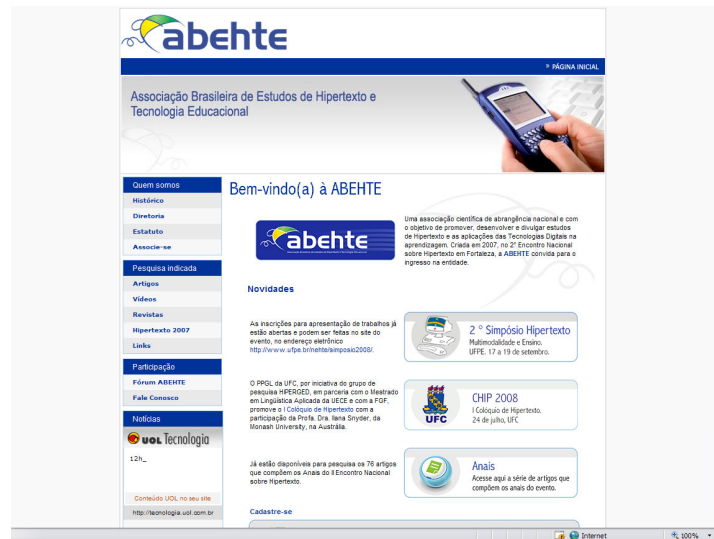 abehte
» PÁGINA INICIAL
Associação Brasileira de Estudos de Hipertexto e
Tecnologia Educacional
Quem somos
Histórico
Diretoria
Estatuto
Associe-se
Pesquisa indicada
Artigos
Vídeos
Revistas
Hipertexto 2007
Links
Participação
Fórum ABEHTE
Fale Conosco
Notícias
UOL Tecnologia
12h_
Conteúdo UOL no seu site
http://tecnologia.uol.com.br
Bem-vindo(a) à ABEHTE
abehte
Uma associação científica de abrangência nacional e com
o objetivo de promover, desenvolver e divulgar estudos
de Hipertexto e as aplicações das Tecnologias Digitais na
aprendizagem. Criada em 2007, no 2º Encontro Nacional
sobre Hipertexto em Fortaleza, a ABEHTE convida para o
ingresso na entidade.
Novidades
As inscrições para apresentação de trabalhos já
estão abertas e podem ser feitas no site do
evento, no endereço eletrônico
http://www.ufpe.br/nehte/simposio2008/.
2 º Simpósio Hipertexto
Multimodalidade e Ensino.
UFPE. 17 a 19 de setembro.
O PPGL da UFC, por iniciativa do grupo de
pesquisa HIPERGED, em parceria com o Mestrado
em Lingüística Aplicada da UECE e com a FGF,
promove o I Colóquio de Hipertexto com a
participação da Profa. Dra. Ilana Snyder, da
Monash University, na Austrália.
UFC
CHIP 2008
I Colóquio de Hipertexto.
24 de julho, UFC
Já estão disponíveis para pesquisa os 76 artigos
que compõem os Anais do II Encontro Nacional
sobre Hipertexto.
Anais
Acesse aqui a série de artigos que
compõem os anais do evento.
Cadastre-se
Internet
100%